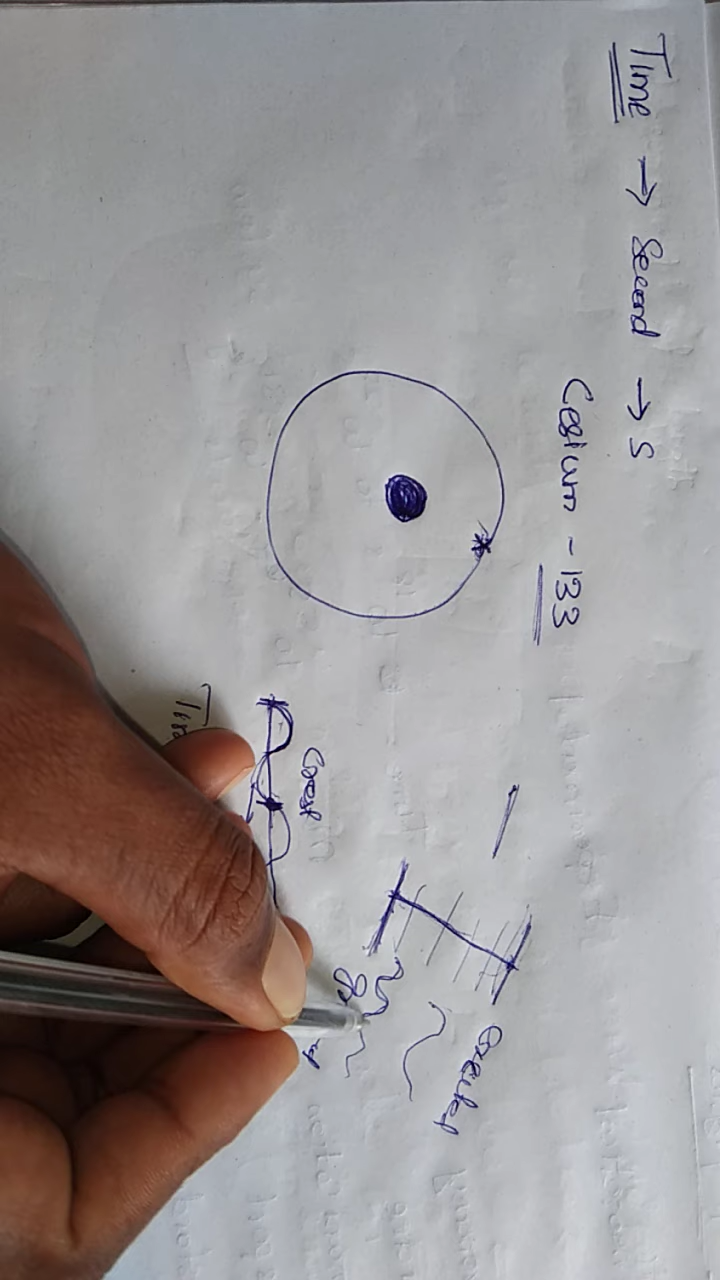 Time → Second → S
Cesium - 133
Excited
Crest